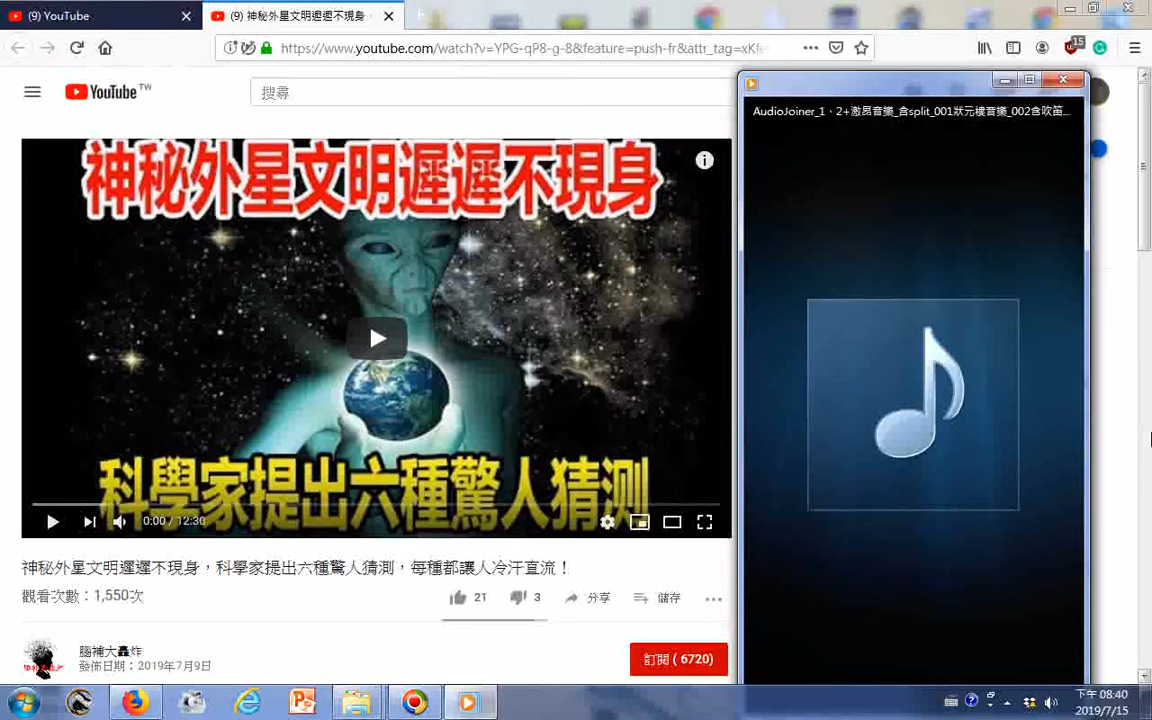 (9) YouTube
(9) 神秘外星文明遲遲不現身
https://www.youtube.com/watch?v=YPG-qP8-g-8&feature=push-fr&attr_tag=xKl
15
YouTube TW
搜尋
AudioJoiner_1、2+激昂音樂_含split_001狀元樓音樂_002含吹笛...
神秘外星文明遲遲不現身
科學家提出六種驚人猜測
0:00 / 12:30
神秘外星文明遲遲不現身，科學家提出六種驚人猜測，每種都讓人冷汗直流！
觀看次數：1,550次
21
3
分享
儲存
腦補大轟炸
發佈日期：2019年7月9日
訂閱 ( 6720)
下午 08:40
2019/7/15